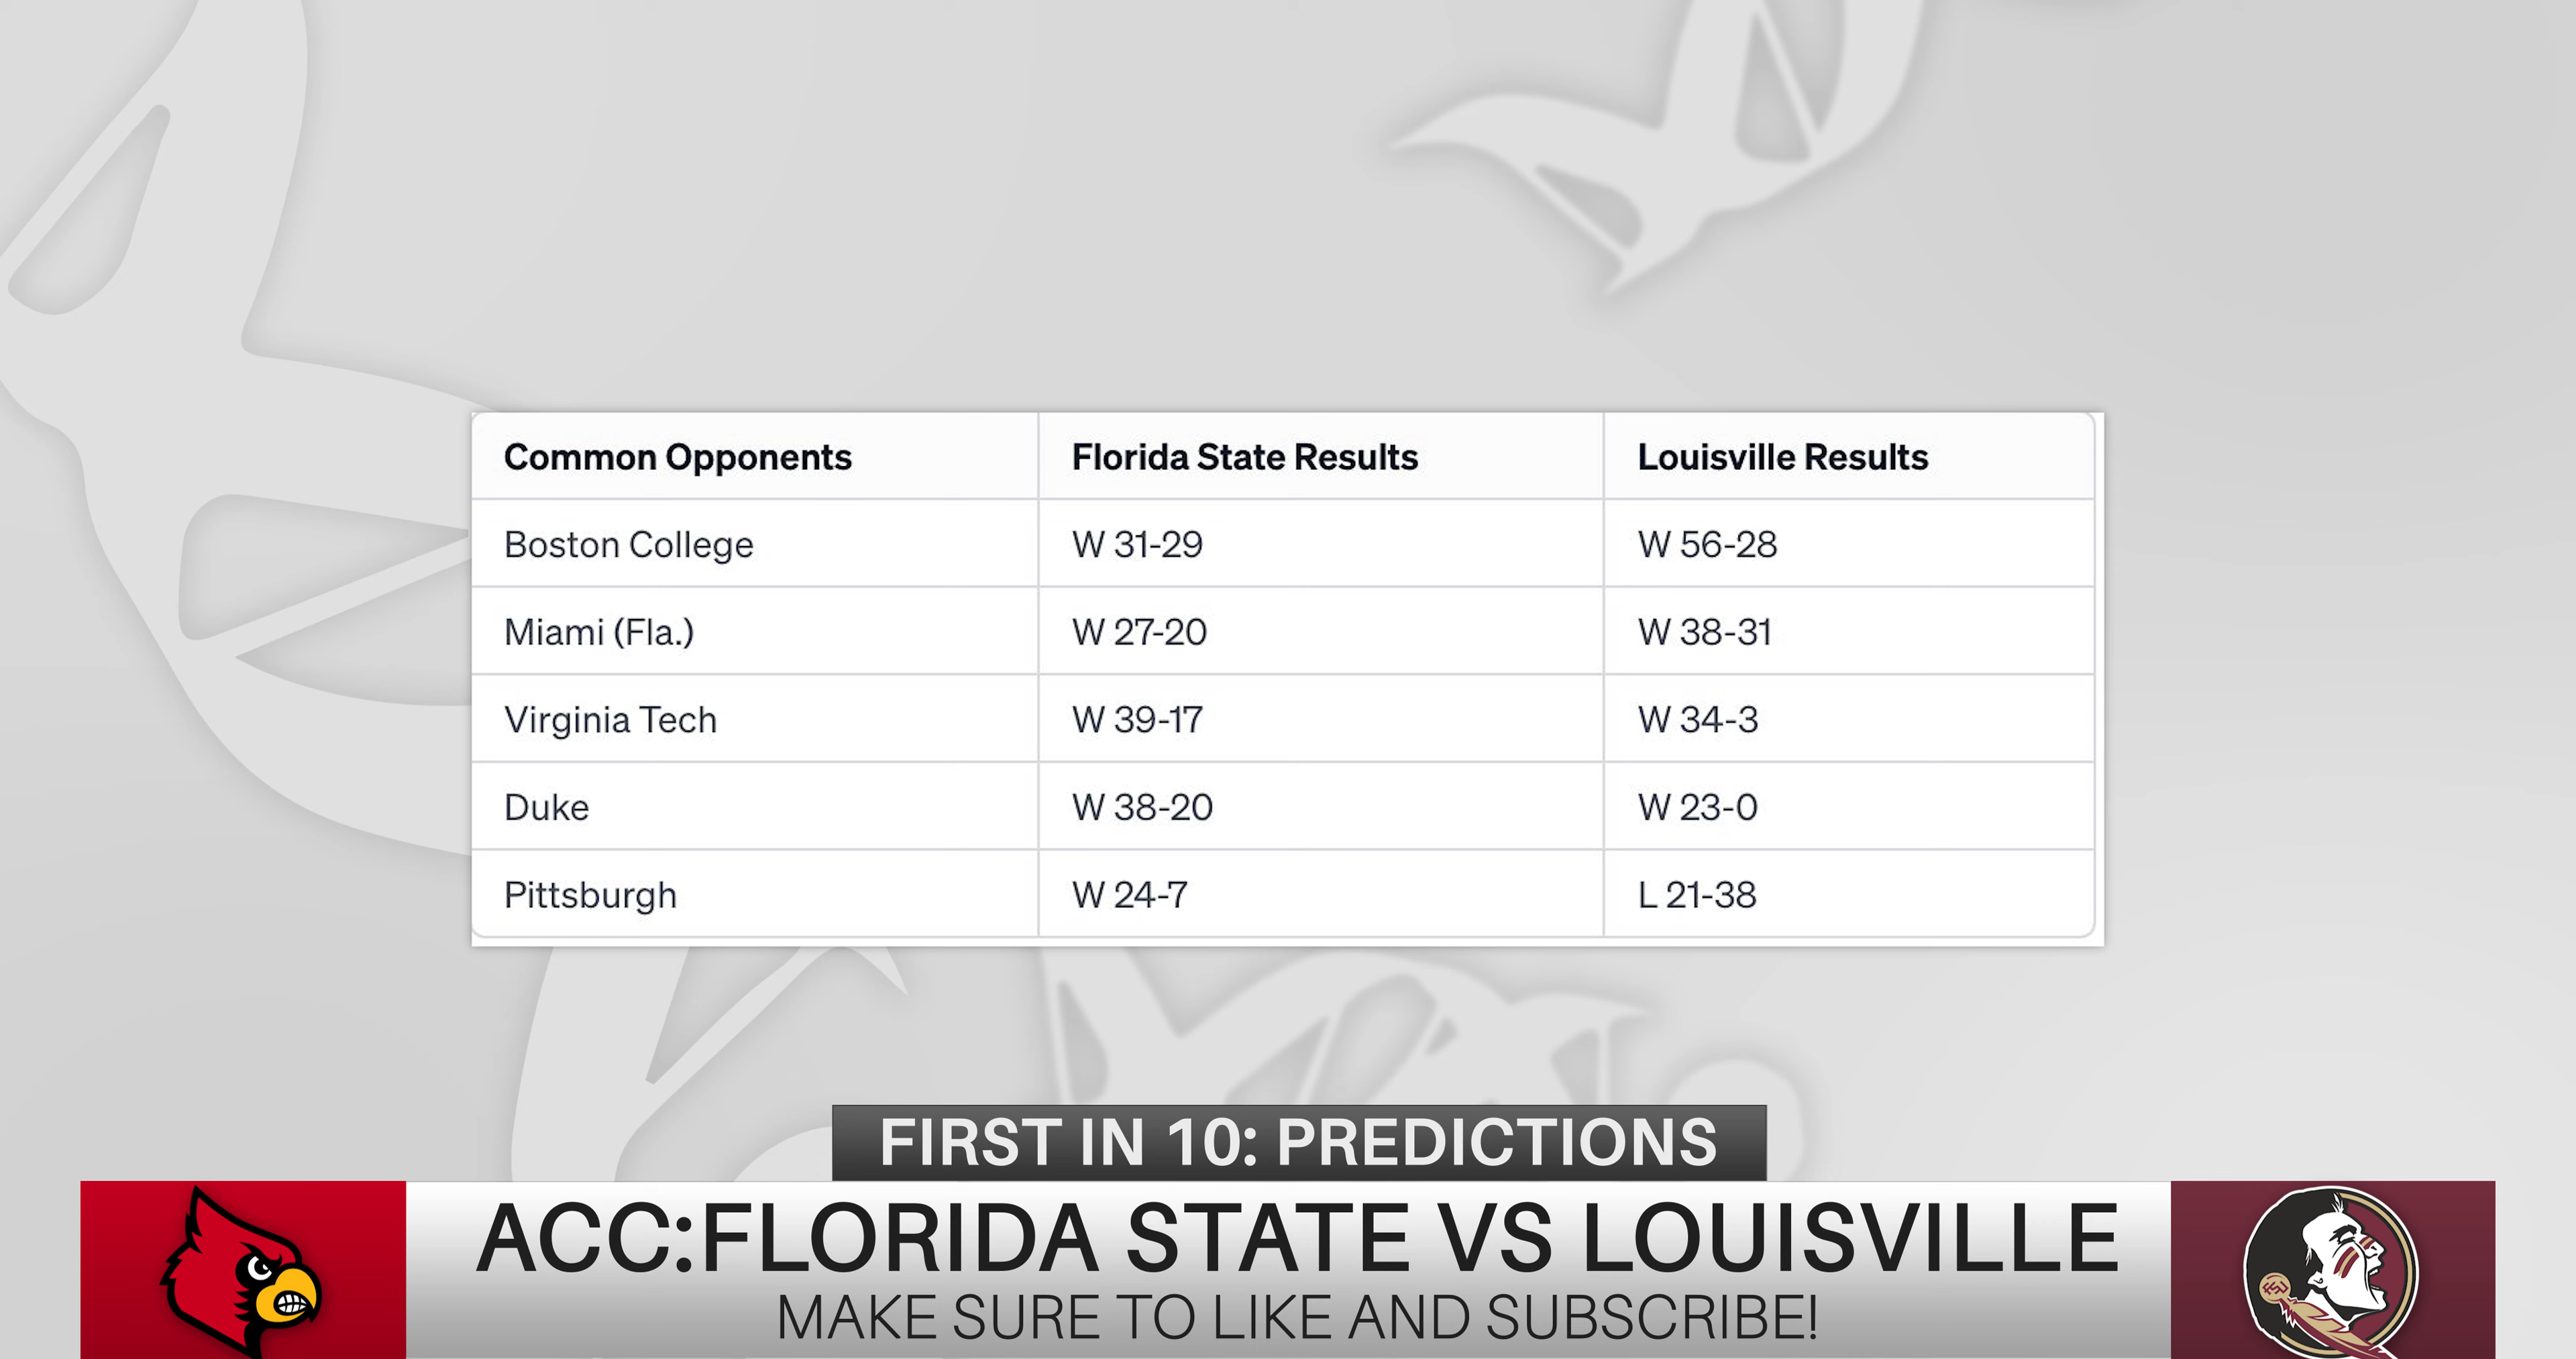 Common Opponents Florida State Results Louisville Results
Boston College W 31-29 W 56-28
Miami (Fla.) W 27-20 W 38-31
Virginia Tech W 39-17 W 34-3
Duke W 38-20 W 23-0
Pittsburgh W 24-7 L 21-38
FIRST IN 10: PREDICTIONS
ACC:FLORIDA STATE VS LOUISVILLE
MAKE SURE TO LIKE AND SUBSCRIBE!
FSU